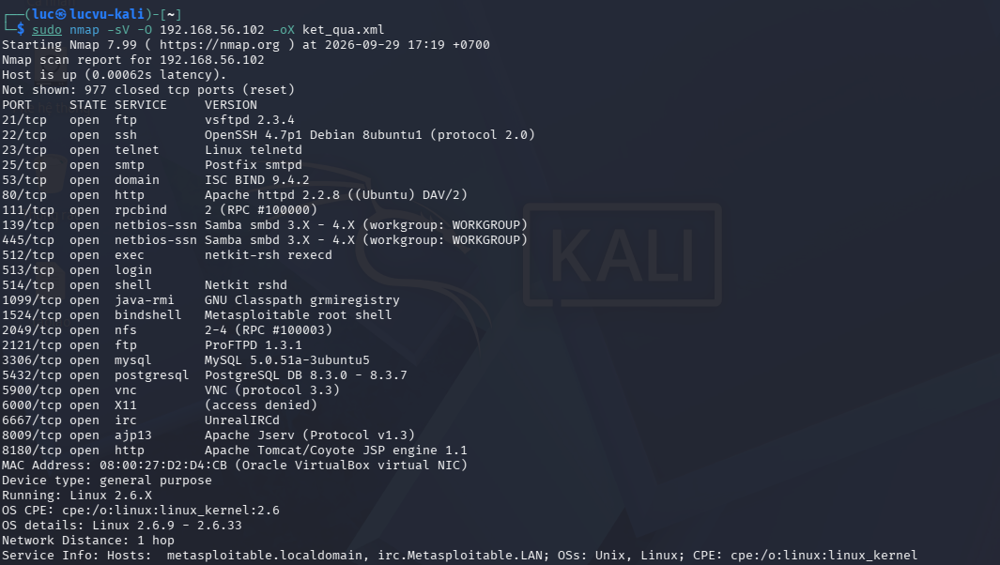 ┌──(luc㉿lucvu-kali)-[~]
└─$ sudo nmap -sV -O 192.168.56.102 -oX ket_qua.xml
Starting Nmap 7.99 ( https://nmap.org ) at 2026-09-29 17:19 +0700
Nmap scan report for 192.168.56.102
Host is up (0.00062s latency).
Not shown: 977 closed tcp ports (reset)
PORT     STATE SERVICE     VERSION
21/tcp   open  ftp         vsftpd 2.3.4
22/tcp   open  ssh         OpenSSH 4.7p1 Debian 8ubuntu1 (protocol 2.0)
23/tcp   open  telnet      Linux telnetd
25/tcp   open  smtp        Postfix smtpd
53/tcp   open  domain      ISC BIND 9.4.2
80/tcp   open  http        Apache httpd 2.2.8 ((Ubuntu) DAV/2)
111/tcp  open  rpcbind     2 (RPC #100000)
139/tcp  open  netbios-ssn Samba smbd 3.X - 4.X (workgroup: WORKGROUP)
445/tcp  open  netbios-ssn Samba smbd 3.X - 4.X (workgroup: WORKGROUP)
512/tcp  open  exec        netkit-rsh rexecd
513/tcp  open  login
514/tcp  open  shell       Netkit rshd
1099/tcp open  java-rmi    GNU Classpath grmiregistry
1524/tcp open  bindshell   Metasploitable root shell
2049/tcp open  nfs         2-4 (RPC #100003)
2121/tcp open  ftp         ProFTPD 1.3.1
3306/tcp open  mysql       MySQL 5.0.51a-3ubuntu5
5432/tcp open  postgresql  PostgreSQL DB 8.3.0 - 8.3.7
5900/tcp open  vnc         VNC (protocol 3.3)
6000/tcp open  X11         (access denied)
6667/tcp open  irc         UnrealIRCd
8009/tcp open  ajp13       Apache Jserv (Protocol v1.3)
8180/tcp open  http        Apache Tomcat/Coyote JSP engine 1.1
MAC Address: 08:00:27:D2:D4:CB (Oracle VirtualBox virtual NIC)
Device type: general purpose
Running: Linux 2.6.X
OS CPE: cpe:/o:linux:linux_kernel:2.6
OS details: Linux 2.6.9 - 2.6.33
Network Distance: 1 hop
Service Info: Hosts:  metasploitable.localdomain, irc.Metasploitable.LAN; OSs: Unix, Linux; CPE: cpe:/o:linux:linux_kernel
KALI